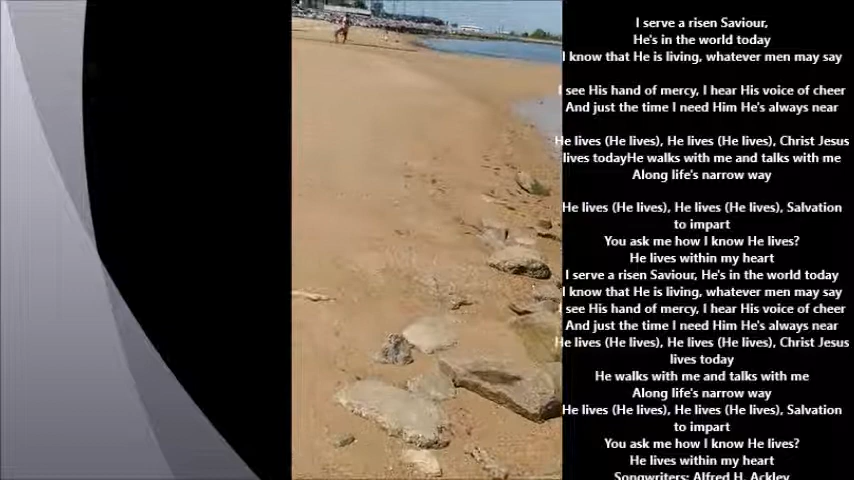 I serve a risen Saviour,
He's in the world today
I know that He is living, whatever men may say
I see His hand of mercy, I hear His voice of cheer
And just the time I need Him He's always near
He lives (He lives), He lives (He lives), Christ Jesus
lives todayHe walks with me and talks with me
Along life's narrow way
He lives (He lives), He lives (He lives), Salvation
to impart
You ask me how I know He lives?
He lives within my heart
I serve a risen Saviour, He's in the world today
I know that He is living, whatever men may say
I see His hand of mercy, I hear His voice of cheer
And just the time I need Him He's always near
He lives (He lives), He lives (He lives), Christ Jesus
lives today
He walks with me and talks with me
Along life's narrow way
He lives (He lives), He lives (He lives), Salvation
to impart
You ask me how I know He lives?
He lives within my heart
Songwriters: Alfred H. Ackley